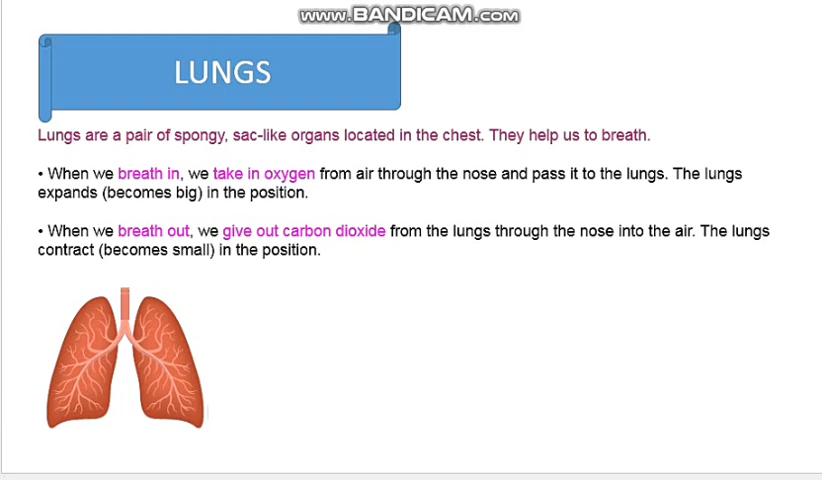 www.BANDICAM.com
LUNGS
Lungs are a pair of spongy, sac-like organs located in the chest. They help us to breath.
• When we breath in, we take in oxygen from air through the nose and pass it to the lungs. The lungs
expands (becomes big) in the position.
• When we breath out, we give out carbon dioxide from the lungs through the nose into the air. The lungs
contract (becomes small) in the position.